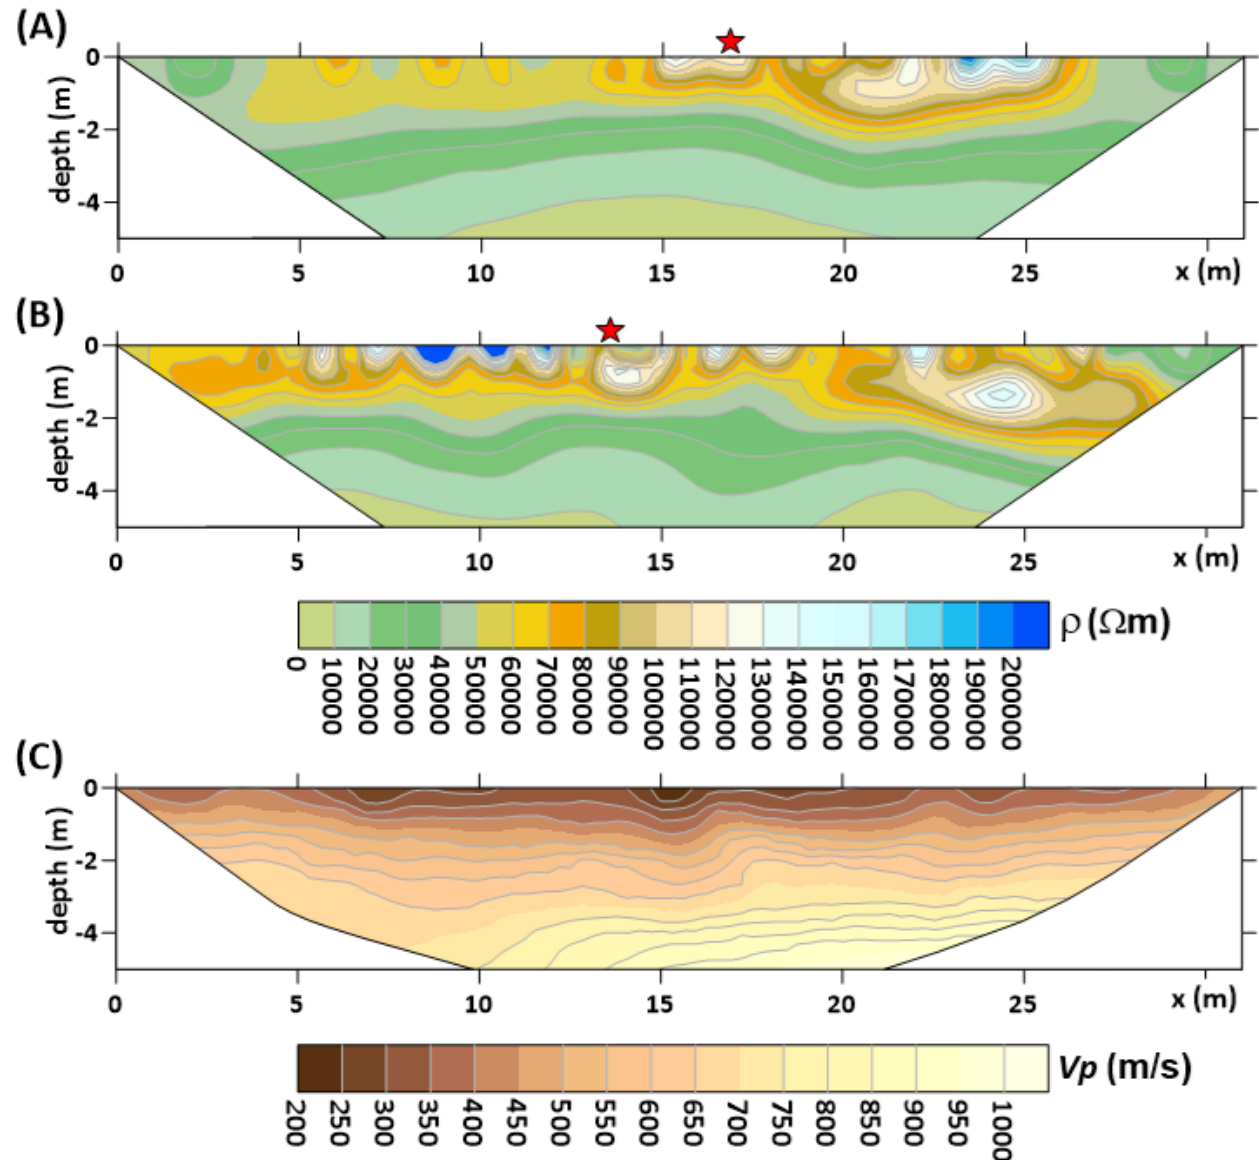 (A)
0
-2
-4
depth (m)
0 5 10 15 20 25 x (m)
(B)
0
-2
-4
depth (m)
0 5 10 15 20 25 x (m)
ρ (Ωm)
0 10000 20000 30000 40000 50000 60000 70000 80000 90000 100000 110000 120000 130000 140000 150000 160000 170000 180000 190000 200000
(C)
0
-2
-4
depth (m)
0 5 10 15 20 25 x (m)
Vp (m/s)
200 250 300 350 400 450 500 550 600 650 700 750 800 850 900 950 1000